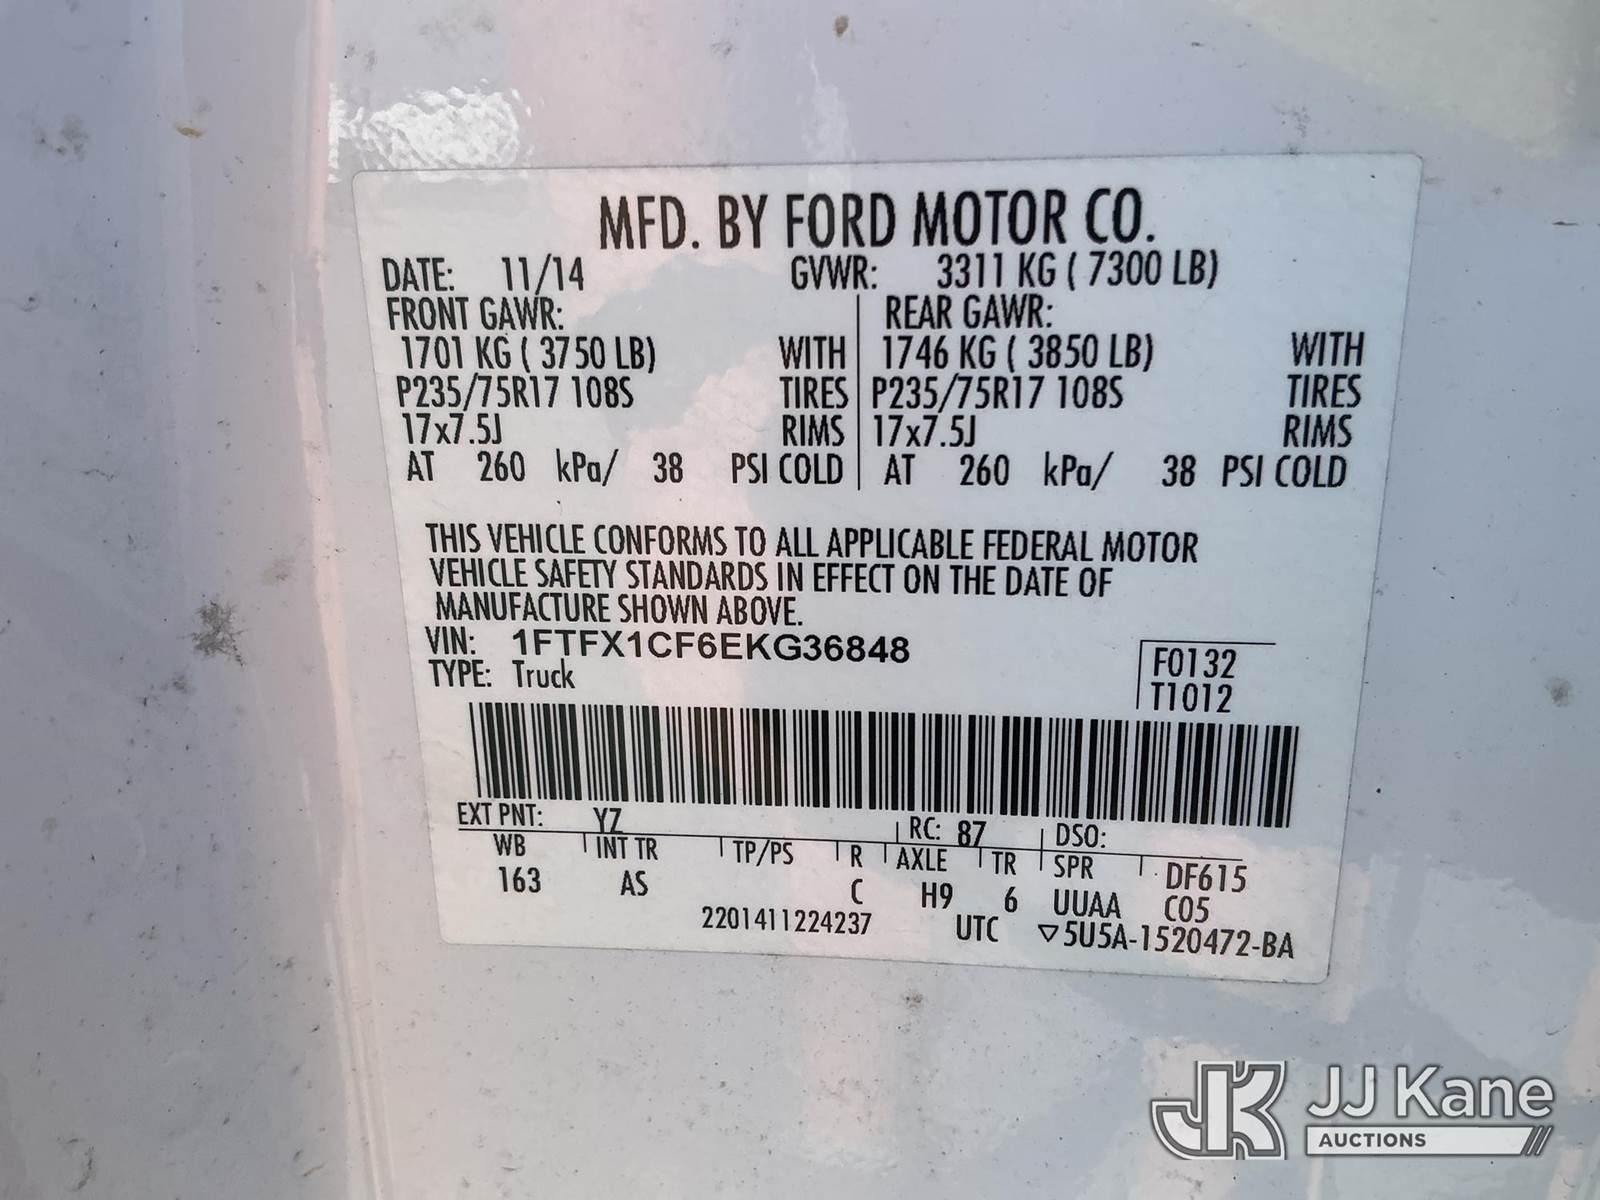 MFD. BY FORD MOTOR CO.
DATE: 11/14 GVWR: 3311 KG ( 7300 LB)
FRONT GAWR: REAR GAWR:
1701 KG ( 3750 LB) WITH 1746 KG ( 3850 LB) WITH
P235/75R17 108S TIRES P235/75R17 108S TIRES
17x7.5J RIMS 17x7.5J RIMS
AT 260 kPa/ 38 PSI COLD AT 260 kPa/ 38 PSI COLD
THIS VEHICLE CONFORMS TO ALL APPLICABLE FEDERAL MOTOR
VEHICLE SAFETY STANDARDS IN EFFECT ON THE DATE OF
MANUFACTURE SHOWN ABOVE.
VIN: 1FTFX1CF6EKG36848
TYPE: Truck
F0132
T1012
EXT PNT: YZ RC: 87 DSO:
WB INT TR TP/PS R AXLE TR SPR DF615
163 AS C H9 6 UUAA C05
2201411224237 UTC ▽5U5A-1520472-BA
JK JJ Kane
AUCTIONS